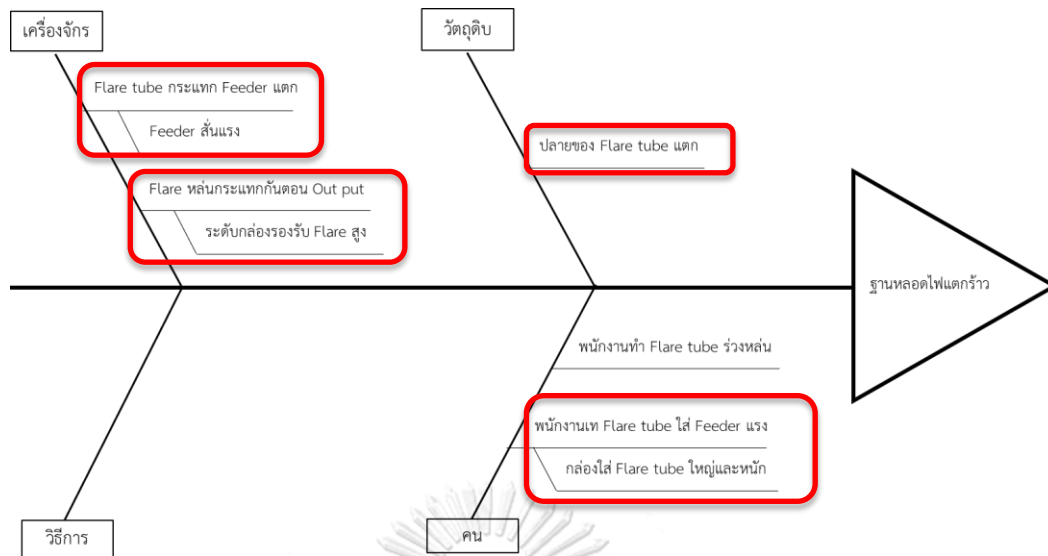 เครื่องจักร
วัตถุดิบ
Flare tube กระแทก Feeder แตก
Feeder สั่นแรง
ปลายของ Flare tube แตก
Flare หล่นกระแทกกันตอน Out put
ระดับกล่องรองรับ Flare สูง
ฐานหลอดไฟแตกร้าว
พนักงานทำ Flare tube ร่วงหล่น
พนักงานเท Flare tube ใส่ Feeder แรง
กล่องใส่ Flare tube ใหญ่และหนัก
วิธีการ
คน